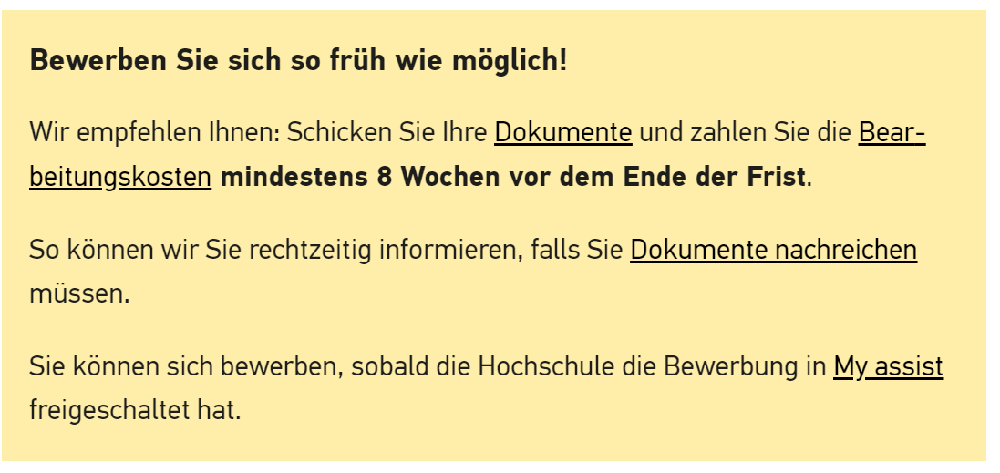 Bewerben Sie sich so früh wie möglich!
Wir empfehlen Ihnen: Schicken Sie Ihre Dokumente und zahlen Sie die Bear-
beitungskosten mindestens 8 Wochen vor dem Ende der Frist.
So können wir Sie rechtzeitig informieren, falls Sie Dokumente nachreichen
müssen.
Sie können sich bewerben, sobald die Hochschule die Bewerbung in My assist
freigeschaltet hat.